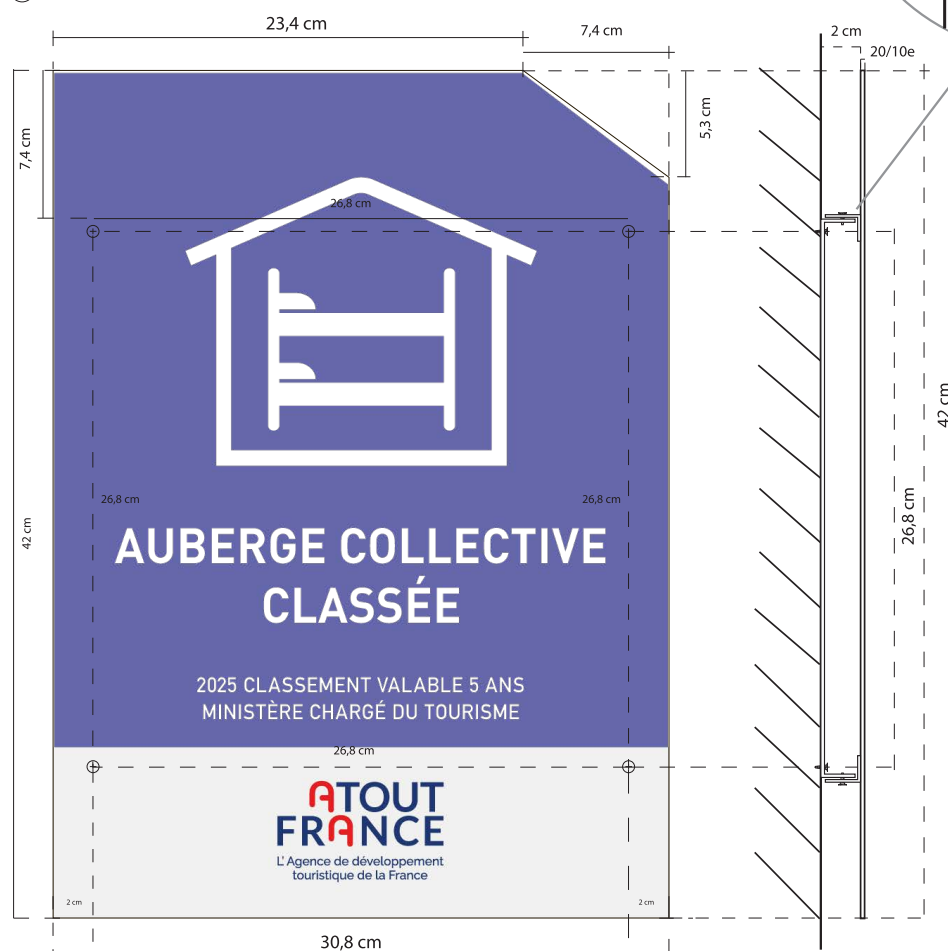 23,4 cm
7,4 cm
2 cm
20/10e
7,4 cm
5,3 cm
26,8 cm
26,8 cm
26,8 cm
42 cm
42 cm
26,8 cm
AUBERGE COLLECTIVE
CLASSÉE
2025 CLASSEMENT VALABLE 5 ANS
MINISTÈRE CHARGÉ DU TOURISME
26,8 cm
ATOUT
FRANCE
L'Agence de développement
touristique de la France
2 cm
2 cm
30,8 cm